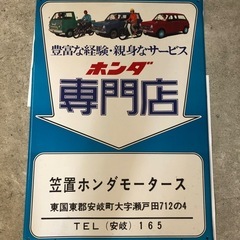 豊富な経験・親身なサービス
ホンダ
専門店
笠置ホンダモータース
東国東郡安岐町大字瀬戸田712の4
TEL(安岐)165